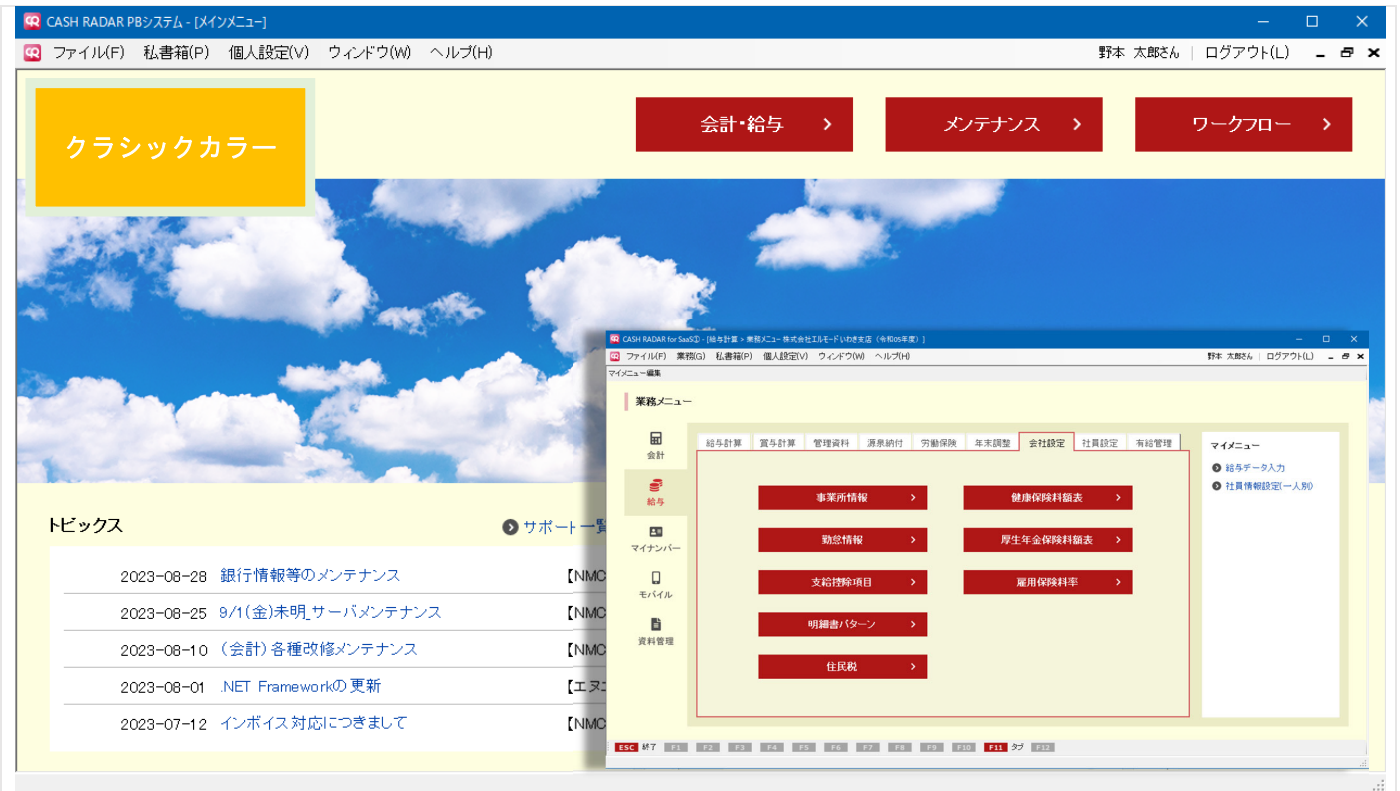 CASH RADAR PBシステム - [メインメニュー]
ファイル(F) 私書箱(P) 個人設定(V) ウィンドウ(W) ヘルプ(H) 野本 太郎さん | ログアウト(L)
クラシックカラー
会計・給与 メンテナンス ワークフロー
CASH RADAR for SaaS① - [給与計算 > 業務メニュー 株式会社エルモードいわき支店（令和05年度）]
ファイル(F) 業務(G) 私書箱(P) 個人設定(V) ウィンドウ(W) ヘルプ(H) 野本 太郎さん | ログアウト(L)
マイメニュー編集
業務メニュー
会計
給与
マイナンバー
モバイル
資料管理
給与計算 賞与計算 管理資料 源泉納付 労働保険 年末調整 会社設定 社員設定 有給管理
事業所情報 健康保険料額表
勤怠情報 厚生年金保険料額表
支給控除項目 雇用保険料率
明細書パターン
住民税
マイメニュー
給与データ入力
社員情報設定(一人別)
ESC 終了 F1 F2 F3 F4 F5 F6 F7 F8 F9 F10 F11 タブ F12
トピックス サポート一覧
2023-08-28 銀行情報等のメンテナンス 【NMC
2023-08-25 9/1(金)未明_サーバメンテナンス 【NMC
2023-08-10 (会計)各種改修メンテナンス 【NMC
2023-08-01 .NET Frameworkの更新 【エヌ
2023-07-12 インボイス対応につきまして 【NMC